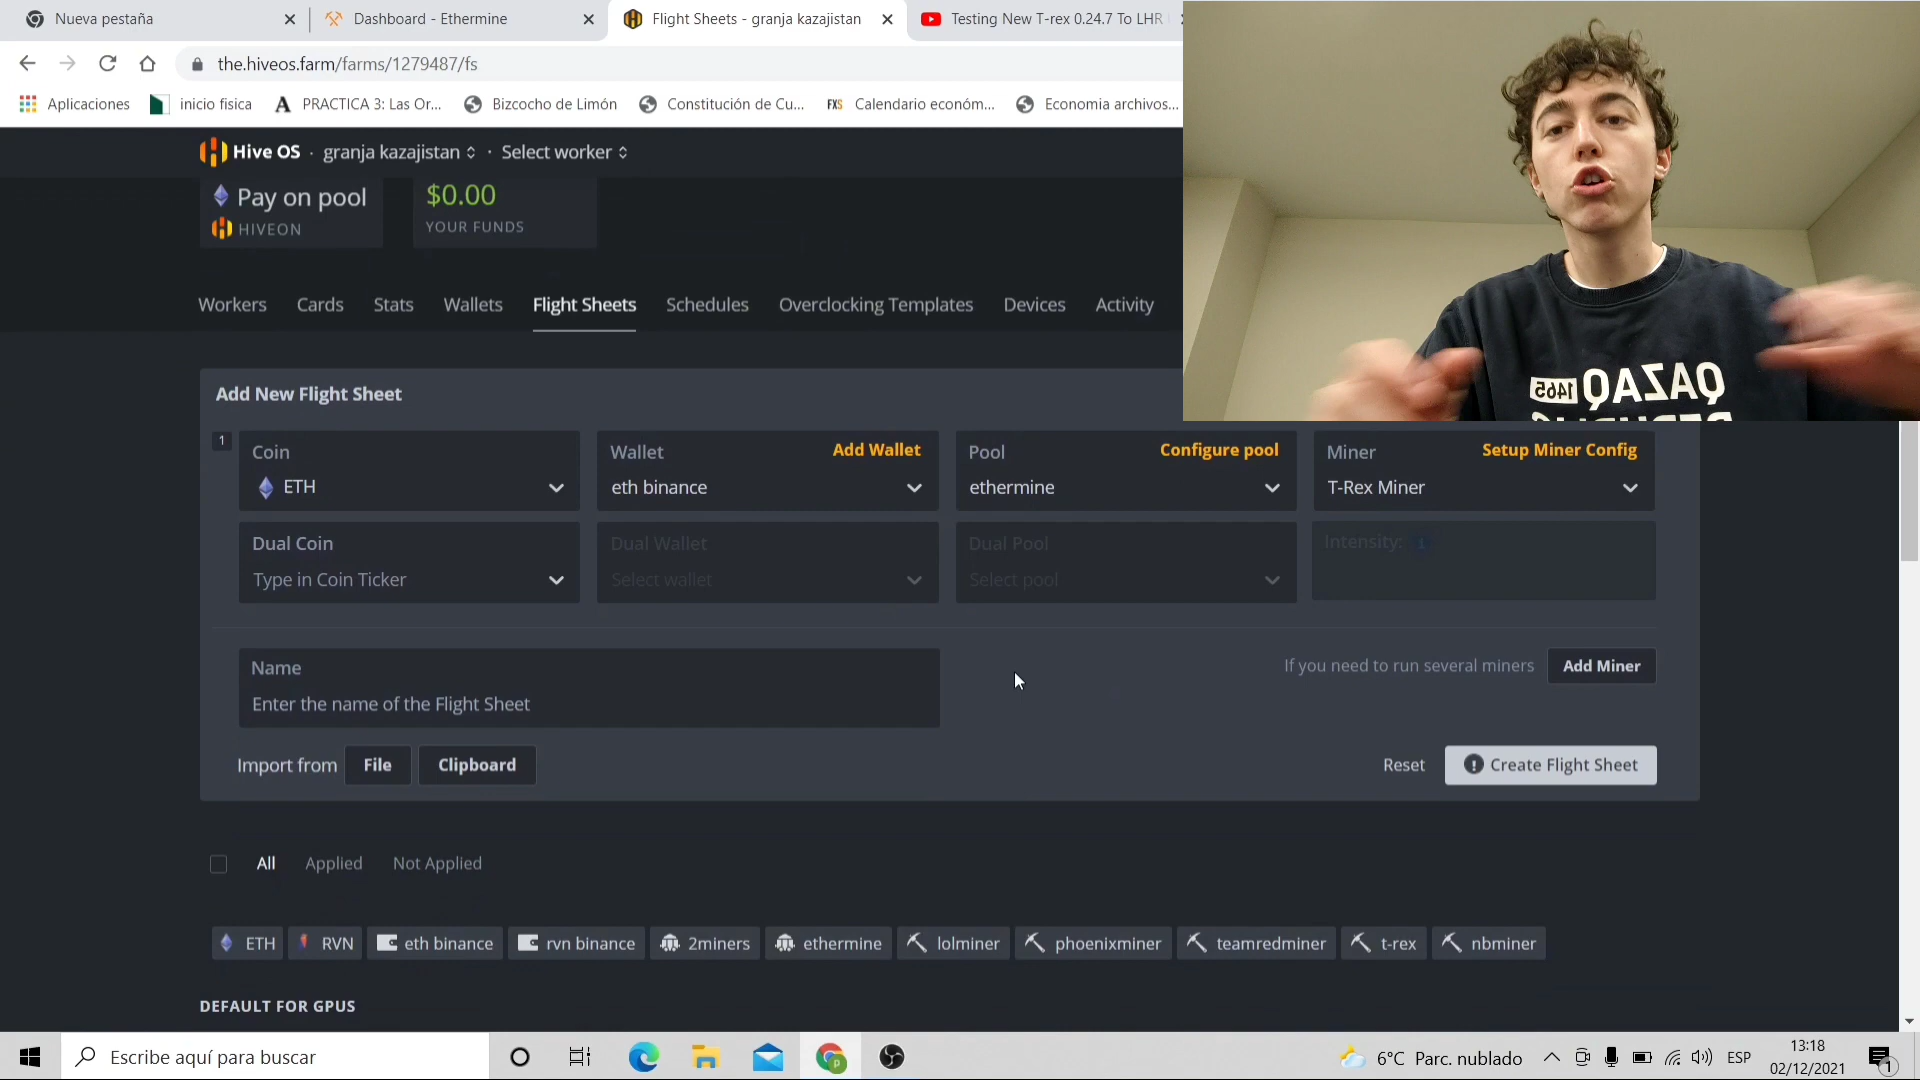 Nueva pestaña
Dashboard - Ethermine
Flight Sheets - granja kazajistan
Testing New T-rex 0.24.7 To LHR
the.hiveos.farm/farms/1279487/fs
Aplicaciones
inicio fisica
PRACTICA 3: Las Or...
Bizcocho de Limón
Constitución de Cu...
FXS Calendario económ...
Economia archivos...
Hive OS · granja kazajistan · Select worker
Pay on pool
HIVEON
$0.00
YOUR FUNDS
Workers Cards Stats Wallets Flight Sheets Schedules Overclocking Templates Devices Activity
QAZAQ 1465
Add New Flight Sheet
1
Coin
ETH
Wallet Add Wallet
eth binance
Pool Configure pool
ethermine
Miner Setup Miner Config
T-Rex Miner
Dual Coin
Type in Coin Ticker
Dual Wallet
Select wallet
Dual Pool
Select pool
Intensity:
Name
Enter the name of the Flight Sheet
If you need to run several miners Add Miner
Import from File Clipboard
Reset Create Flight Sheet
All Applied Not Applied
ETH RVN eth binance rvn binance 2miners ethermine lolminer phoenixminer teamredminer t-rex nbminer
DEFAULT FOR GPUS
Escribe aquí para buscar
6°C Parc. nublado
ESP
13:18
02/12/2021
1